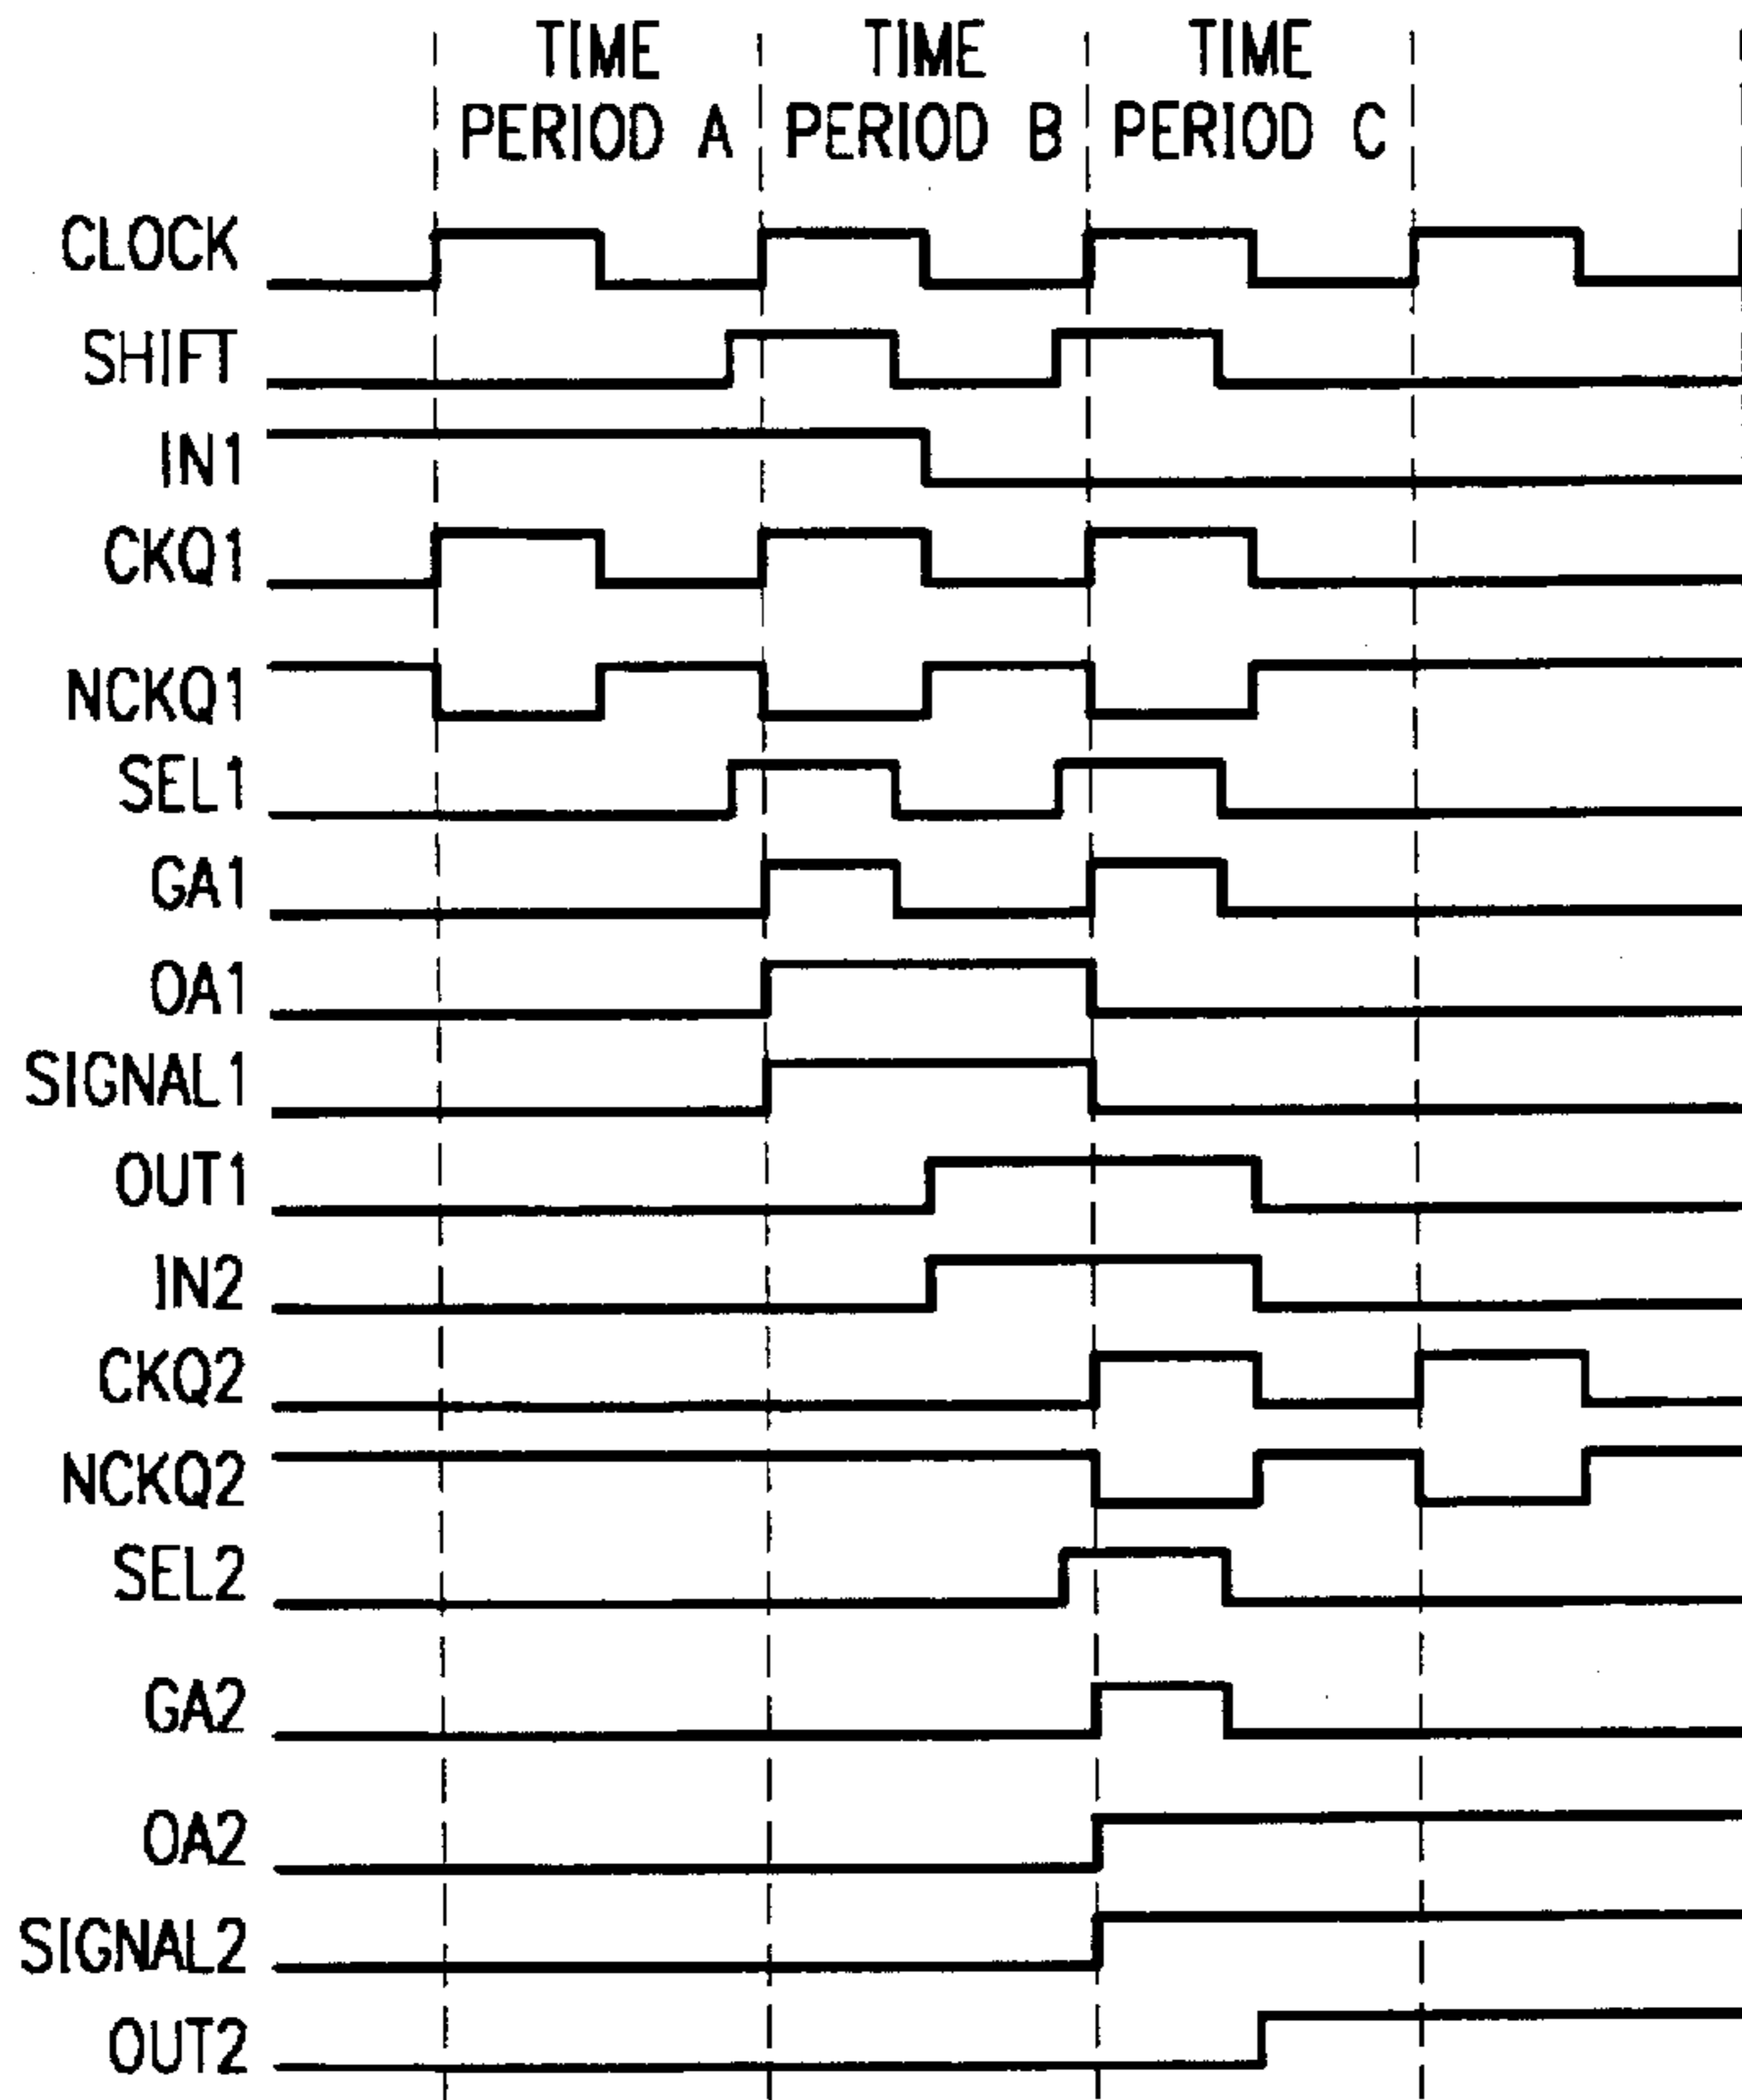 TIME
PERIOD A
TIME
PERIOD B
TIME
PERIOD C
CLOCK
SHIFT
IN1
CKQ1
NCKQ1
SEL1
GA1
OA1
SIGNAL1
OUT1
IN2
CKQ2
NCKQ2
SEL2
GA2
OA2
SIGNAL2
OUT2